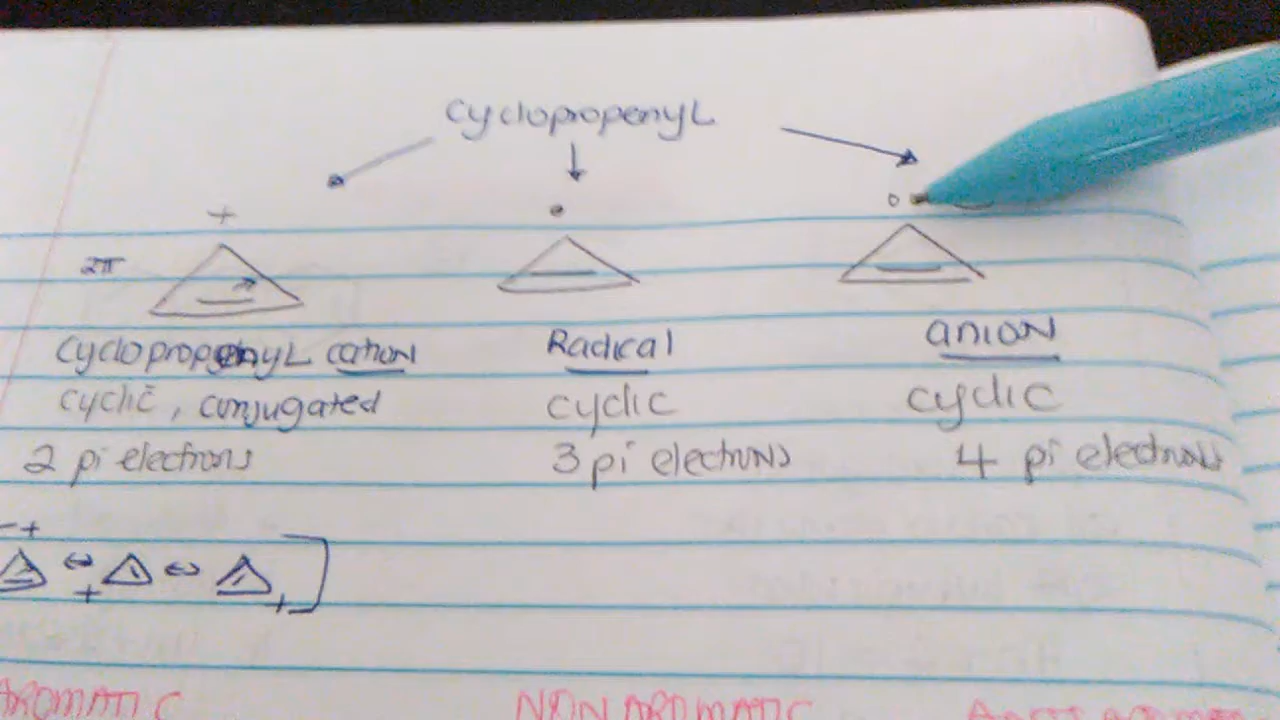 Cyclopropenyl
2π
Cyclopropenyl cation Radical anion
cyclic, conjugated cyclic cyclic
2 pi electrons 3 pi electrons 4 pi electrons
+
+ +
AROMATIC NON AROMATIC